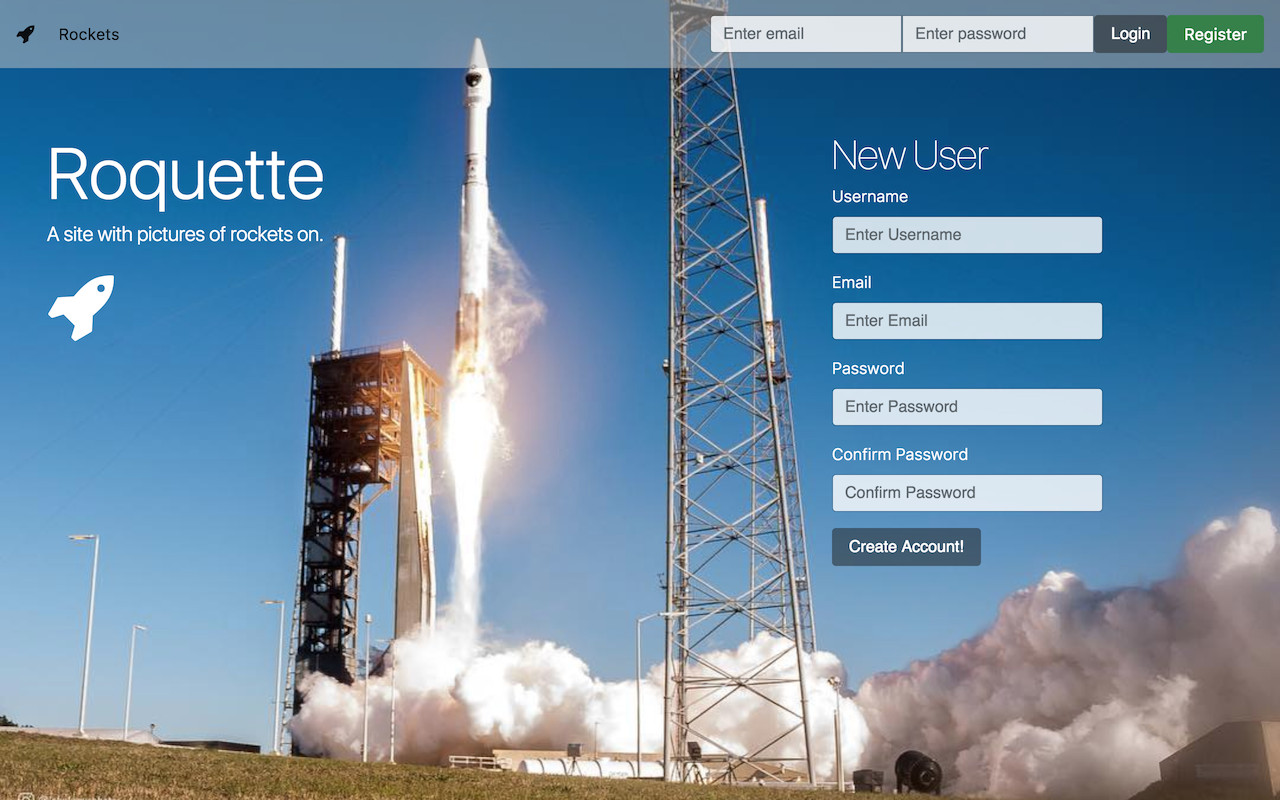 Rockets
Enter email
Enter password
Login
Register
Roquette
A site with pictures of rockets on.
New User
Username
Enter Username
Email
Enter Email
Password
Enter Password
Confirm Password
Confirm Password
Create Account!